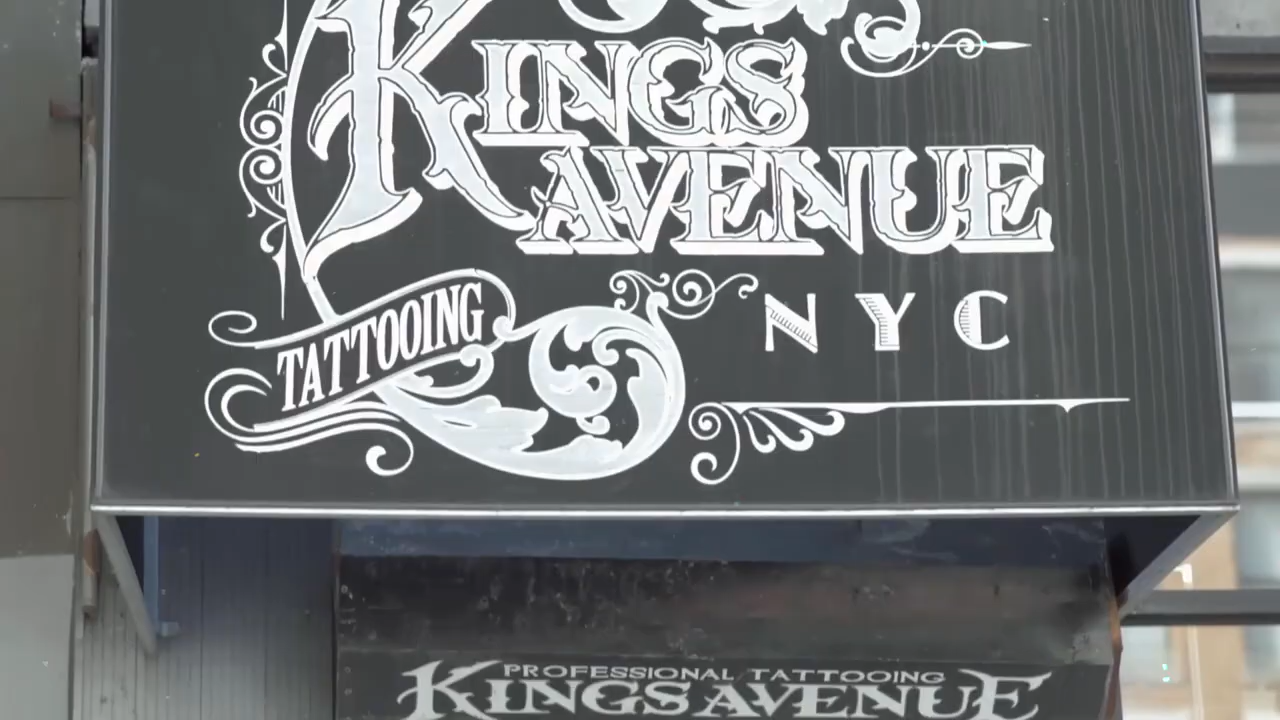 KINGS
AVENUE
TATTOOING
NYC
PROFESSIONAL TATTOOING
KINGS AVENUE